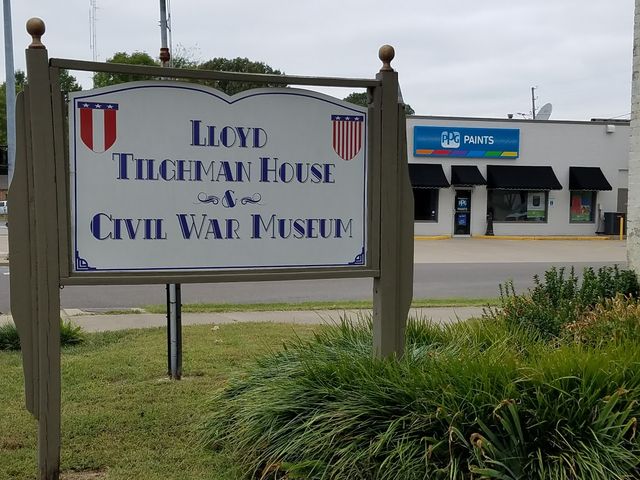 Lloyd
Tilghman House
&
Civil War Museum
PPG PAINTS